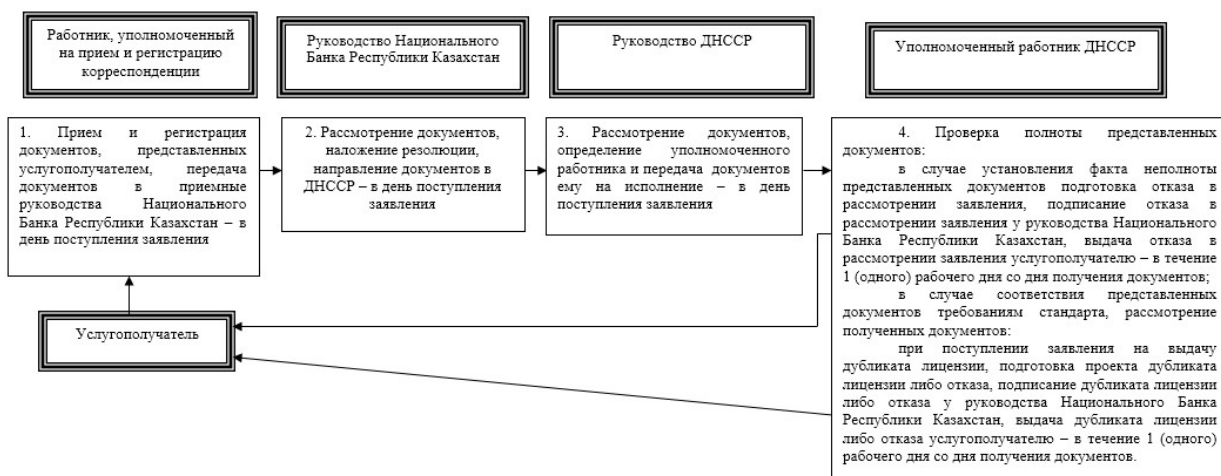 Работник, уполномоченный
на прием и регистрацию
корреспонденции
Руководство Национального
Банка Республики Казахстан
Руководство ДНССР
Уполномоченный работник ДНССР
1. Прием и регистрация
документов, представленных
услугополучателем, передача
документов в приемные
руководства Национального
Банка Республики Казахстан – в
день поступления заявления
2. Рассмотрение документов,
наложение резолюции,
направление документов в
ДНССР – в день поступления
заявления
3. Рассмотрение документов,
определение уполномоченного
работника и передача документов
ему на исполнение – в день
поступления заявления
4. Проверка полноты представленных
документов:
в случае установления факта неполноты
представленных документов подготовка отказа в
рассмотрении заявления, подписание отказа в
рассмотрении заявления у руководства Национального
Банка Республики Казахстан, выдача отказа в
рассмотрении заявления услугополучателю – в течение
1 (одного) рабочего дня со дня получения документов;
в случае соответствия представленных
документов требованиям стандарта, рассмотрение
полученных документов:
при поступлении заявления на выдачу
дубликата лицензии, подготовка проекта дубликата
лицензии либо отказа, подписание дубликата лицензии
либо отказа у руководства Национального Банка
Республики Казахстан, выдача дубликата лицензии
либо отказа услугополучателю – в течение 1 (одного)
рабочего дня со дня получения документов.
Услугополучатель